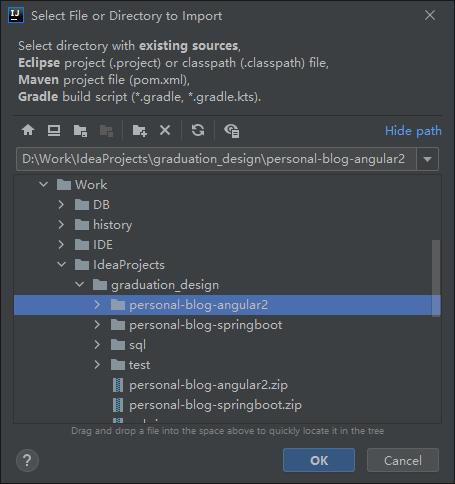 Select File or Directory to Import
Select directory with existing sources,
Eclipse project (.project) or classpath (.classpath) file,
Maven project file (pom.xml),
Gradle build script (*.gradle, *.gradle.kts).
Hide path
D:\Work\IdeaProjects\graduation_design\personal-blog-angular2
Work
DB
history
IDE
IdeaProjects
graduation_design
personal-blog-angular2
personal-blog-springboot
sql
test
personal-blog-angular2.zip
personal-blog-springboot.zip
Drag and drop a file into the space above to quickly locate it in the tree
? OK Cancel